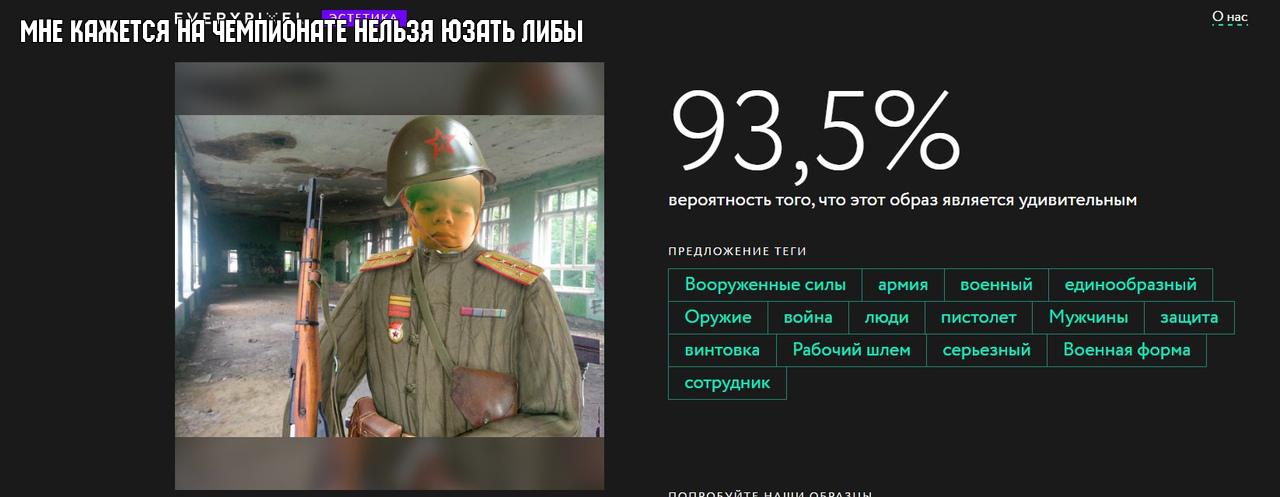 EVERYPIXEL ЭСТЕТИКА
О нас
МНЕ КАЖЕТСЯ НА ЧЕМПИОНАТЕ НЕЛЬЗЯ ЮЗАТЬ ЛИБЫ
93,5%
вероятность того, что этот образ является удивительным
ПРЕДЛОЖЕНИЕ ТЕГИ
Вооруженные силы армия военный единообразный
Оружие война люди пистолет Мужчины защита
винтовка Рабочий шлем серьезный Военная форма
сотрудник
ПОПРОБУЙТЕ НАШИ ОБРАЗЦЫ